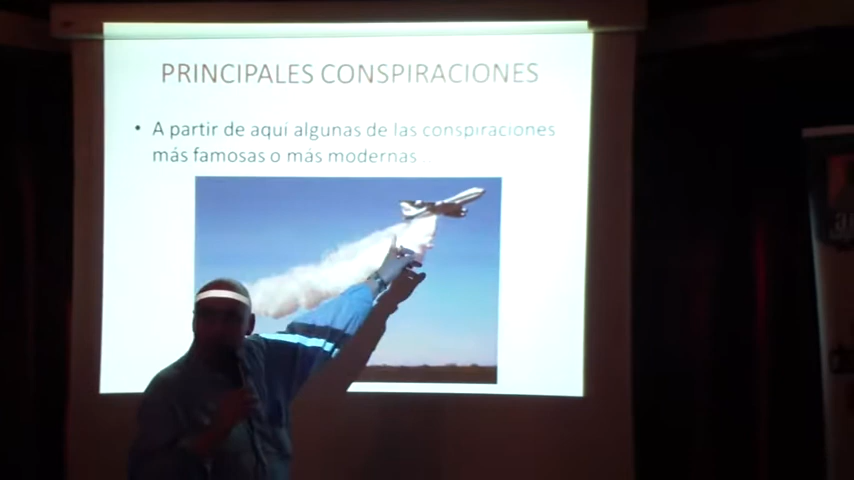 PRINCIPALES CONSPIRACIONES
• A partir de aquí algunas de las conspiraciones
más famosas o más modernas...